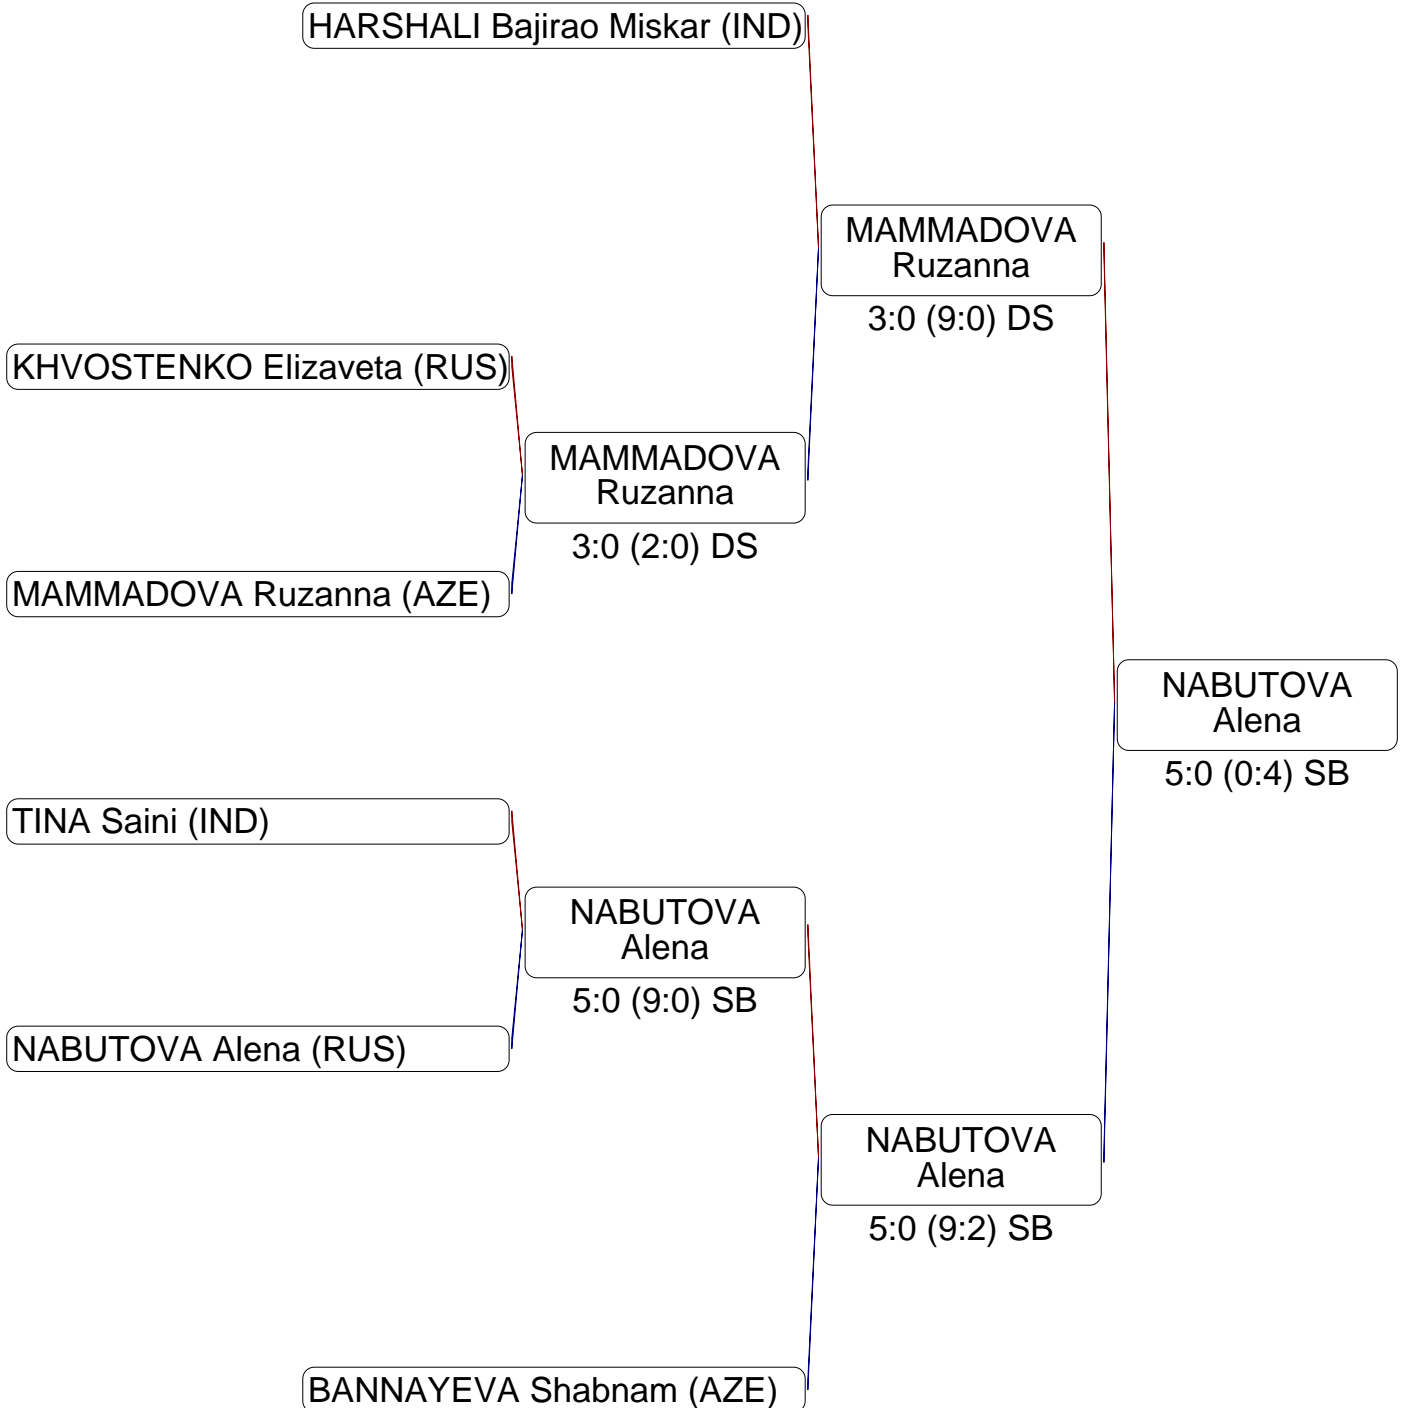 HARSHALI Bajirao Miskar (IND)
MAMMADOVA
Ruzanna
3:0 (9:0) DS
KHVOSTENKO Elizaveta (RUS)
MAMMADOVA
Ruzanna
3:0 (2:0) DS
MAMMADOVA Ruzanna (AZE)
NABUTOVA
Alena
5:0 (0:4) SB
TINA Saini (IND)
NABUTOVA
Alena
5:0 (9:0) SB
NABUTOVA Alena (RUS)
NABUTOVA
Alena
5:0 (9:2) SB
BANNAYEVA Shabnam (AZE)